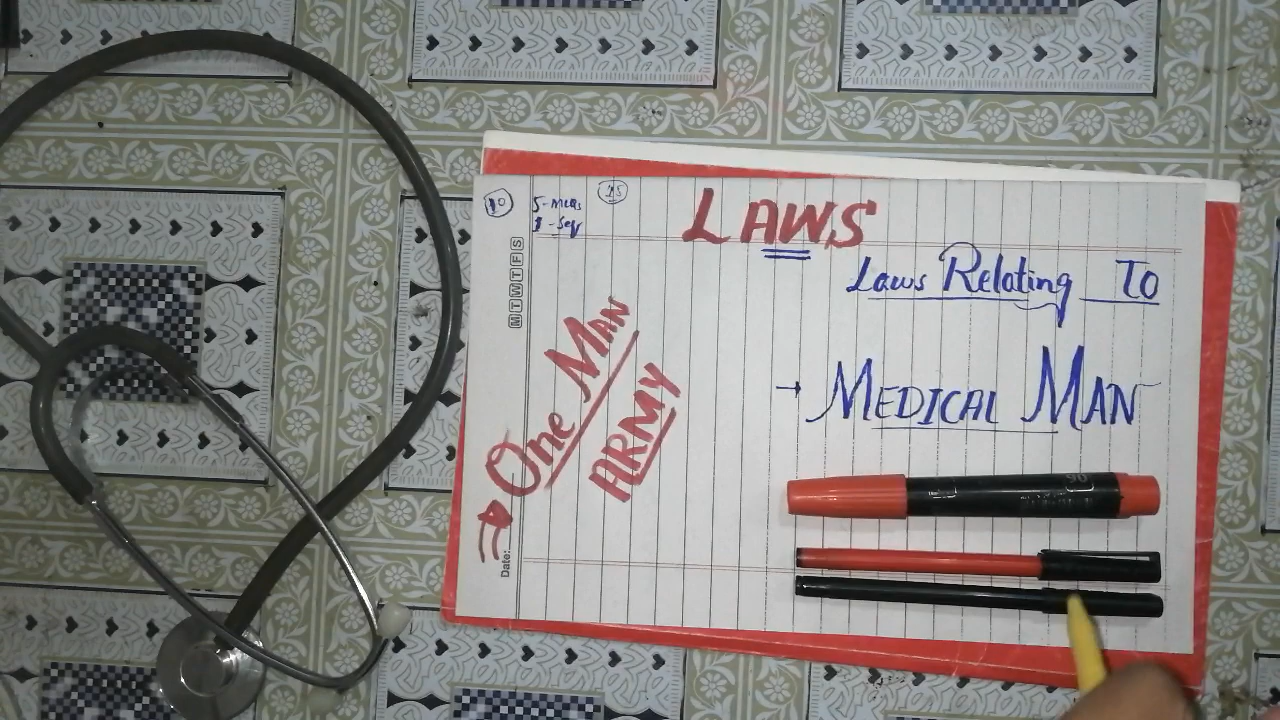 LAWS
Laws Relating To
→ MEDICAL MAN
One MAN
ARMY
10
5-MCQs
1-Seq
15
M T W T F S
Date: